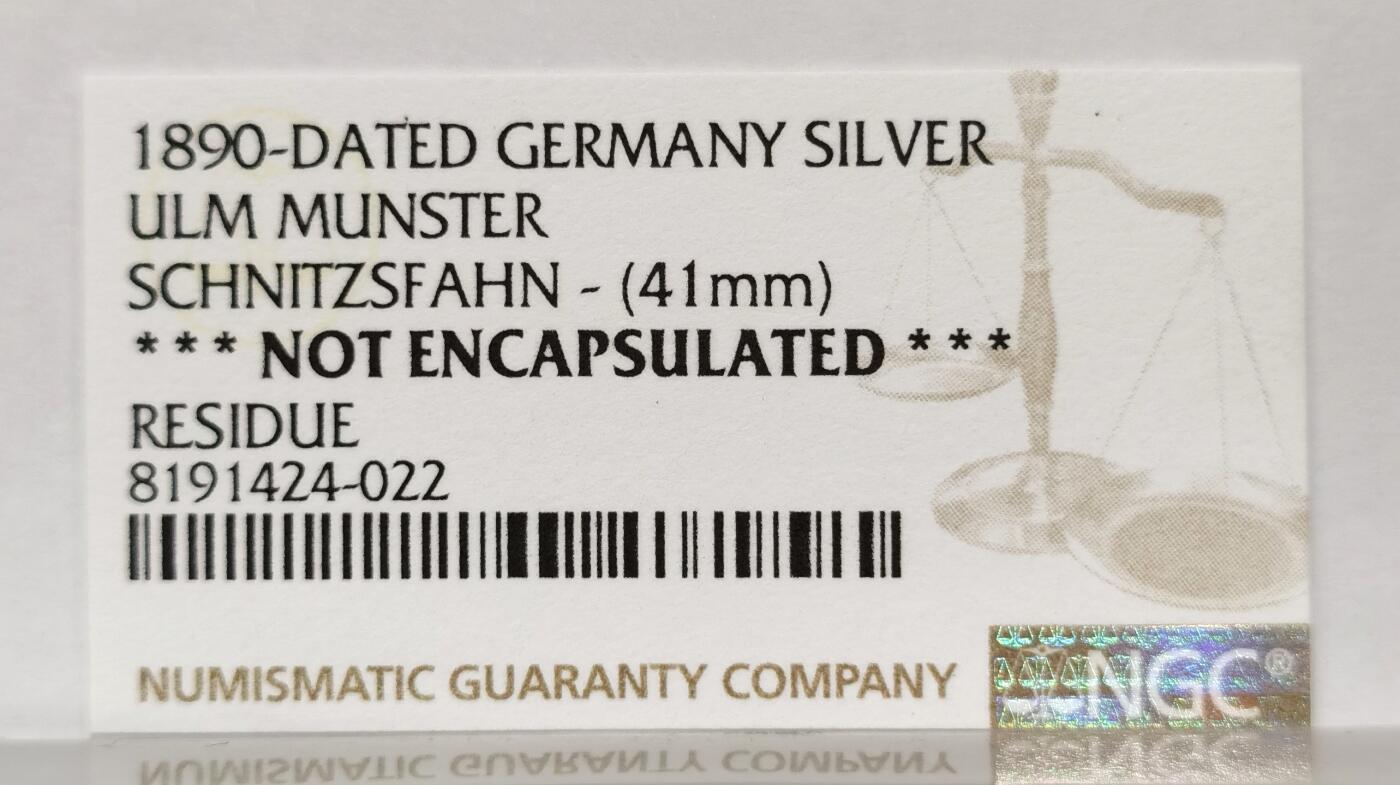 1890-DATED GERMANY SILVER
ULM MUNSTER
SCHNITZSFAHN - (41mm)
*** NOT ENCAPSULATED ***
RESIDUE
8191424-022
NUMISMATIC GUARANTY COMPANY
NGC®